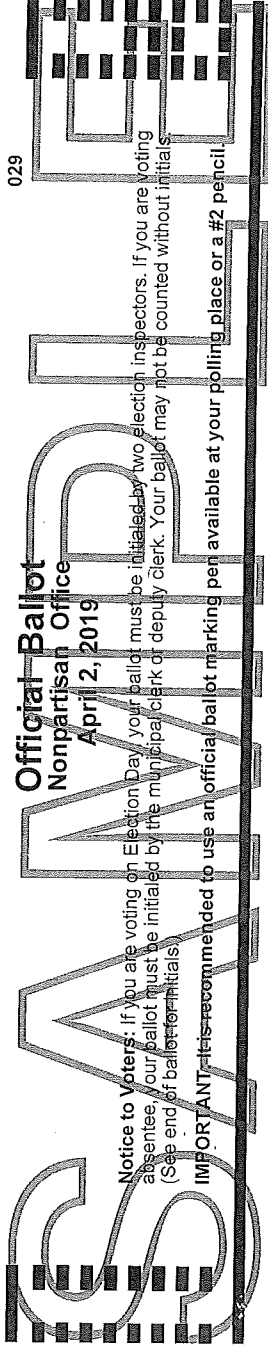 029
Official Ballot
Nonpartisan Office
April 2, 2019
Notice to Voters: If you are voting on Election Day, your ballot must be initialed by two election inspectors. If you are voting
absentee, your ballot must be initialed by the municipal clerk or deputy clerk. Your ballot may not be counted without initials.
(See end of ballot for initials)
IMPORTANT: It is recommended to use an official ballot marking pen available at your polling place or a #2 pencil.
SAMPLE